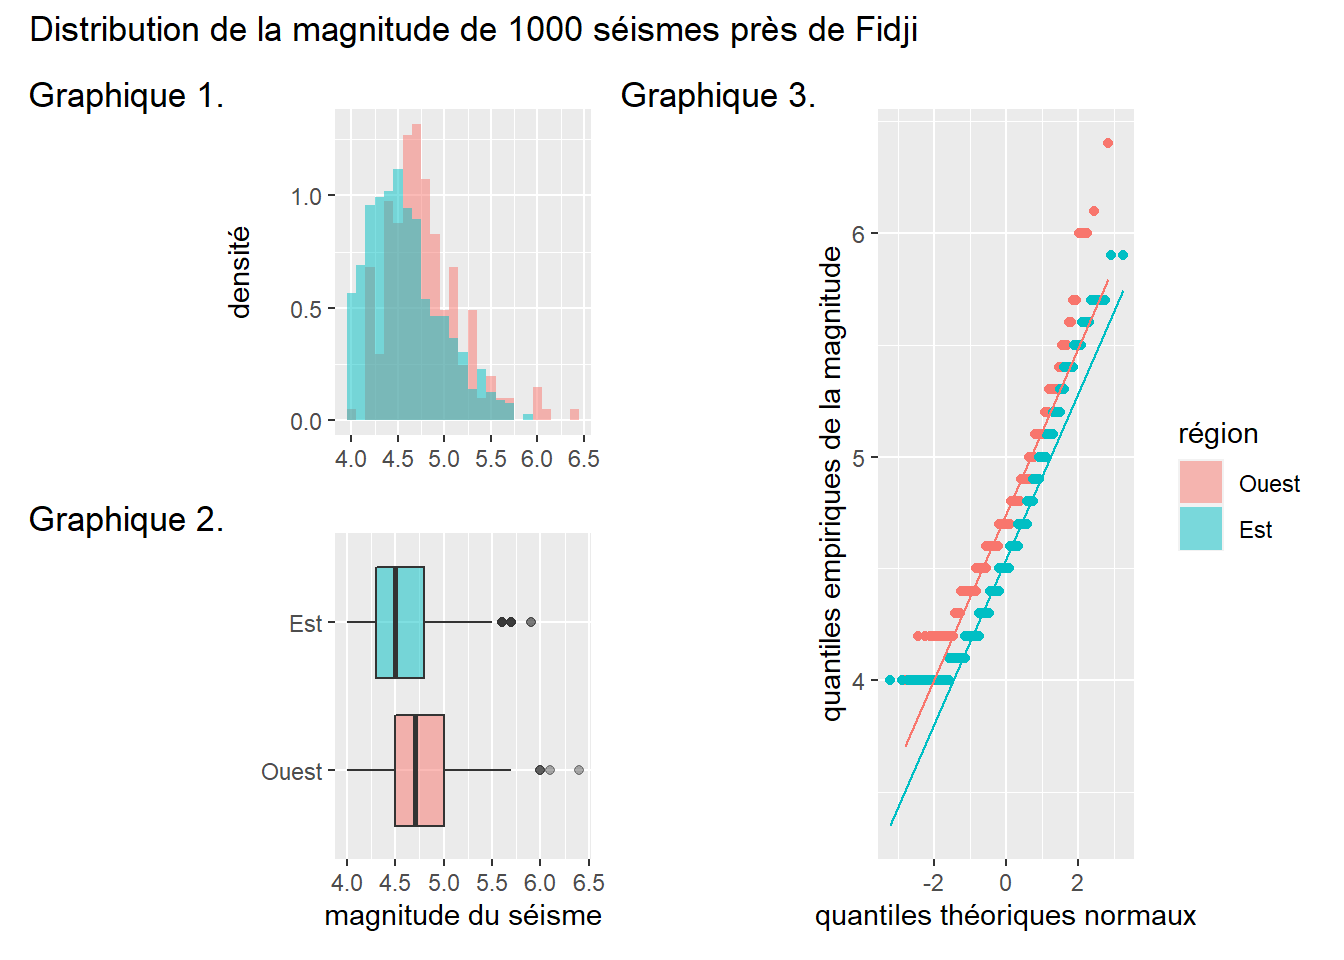 Distribution de la magnitude de 1000 séismes près de Fidji
Graphique 1.
densité
1.0
0.5
0.0
4.0 4.5 5.0 5.5 6.0 6.5
Graphique 2.
Est
Ouest
4.0 4.5 5.0 5.5 6.0 6.5
magnitude du séisme
Graphique 3.
quantiles empiriques de la magnitude
6
5
4
-2 0 2
quantiles théoriques normaux
région
Ouest
Est